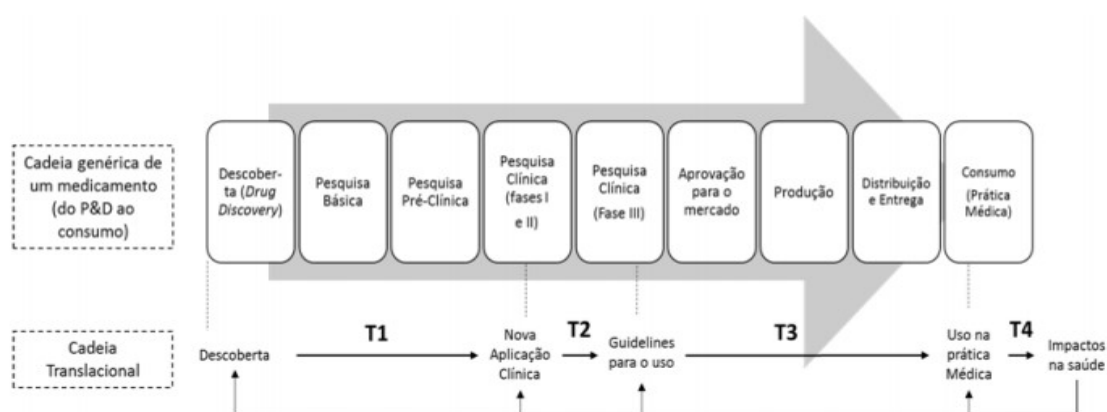 Cadeia genérica de
um medicamento
(do P&D ao
consumo)
Descober-
ta (Drug
Discovery)
Pesquisa
Básica
Pesquisa
Pré-Clínica
Pesquisa
Clínica
(fases I
e II)
Pesquisa
Clínica
(Fase III)
Aprovação
para o
mercado
Produção
Distribuição
e Entrega
Consumo
(Prática
Médica)
Cadeia
Translacional
Descoberta
T1
Nova
Aplicação
Clínica
T2
Guidelines
para o uso
T3
Uso na
prática
Médica
T4
Impactos
na saúde